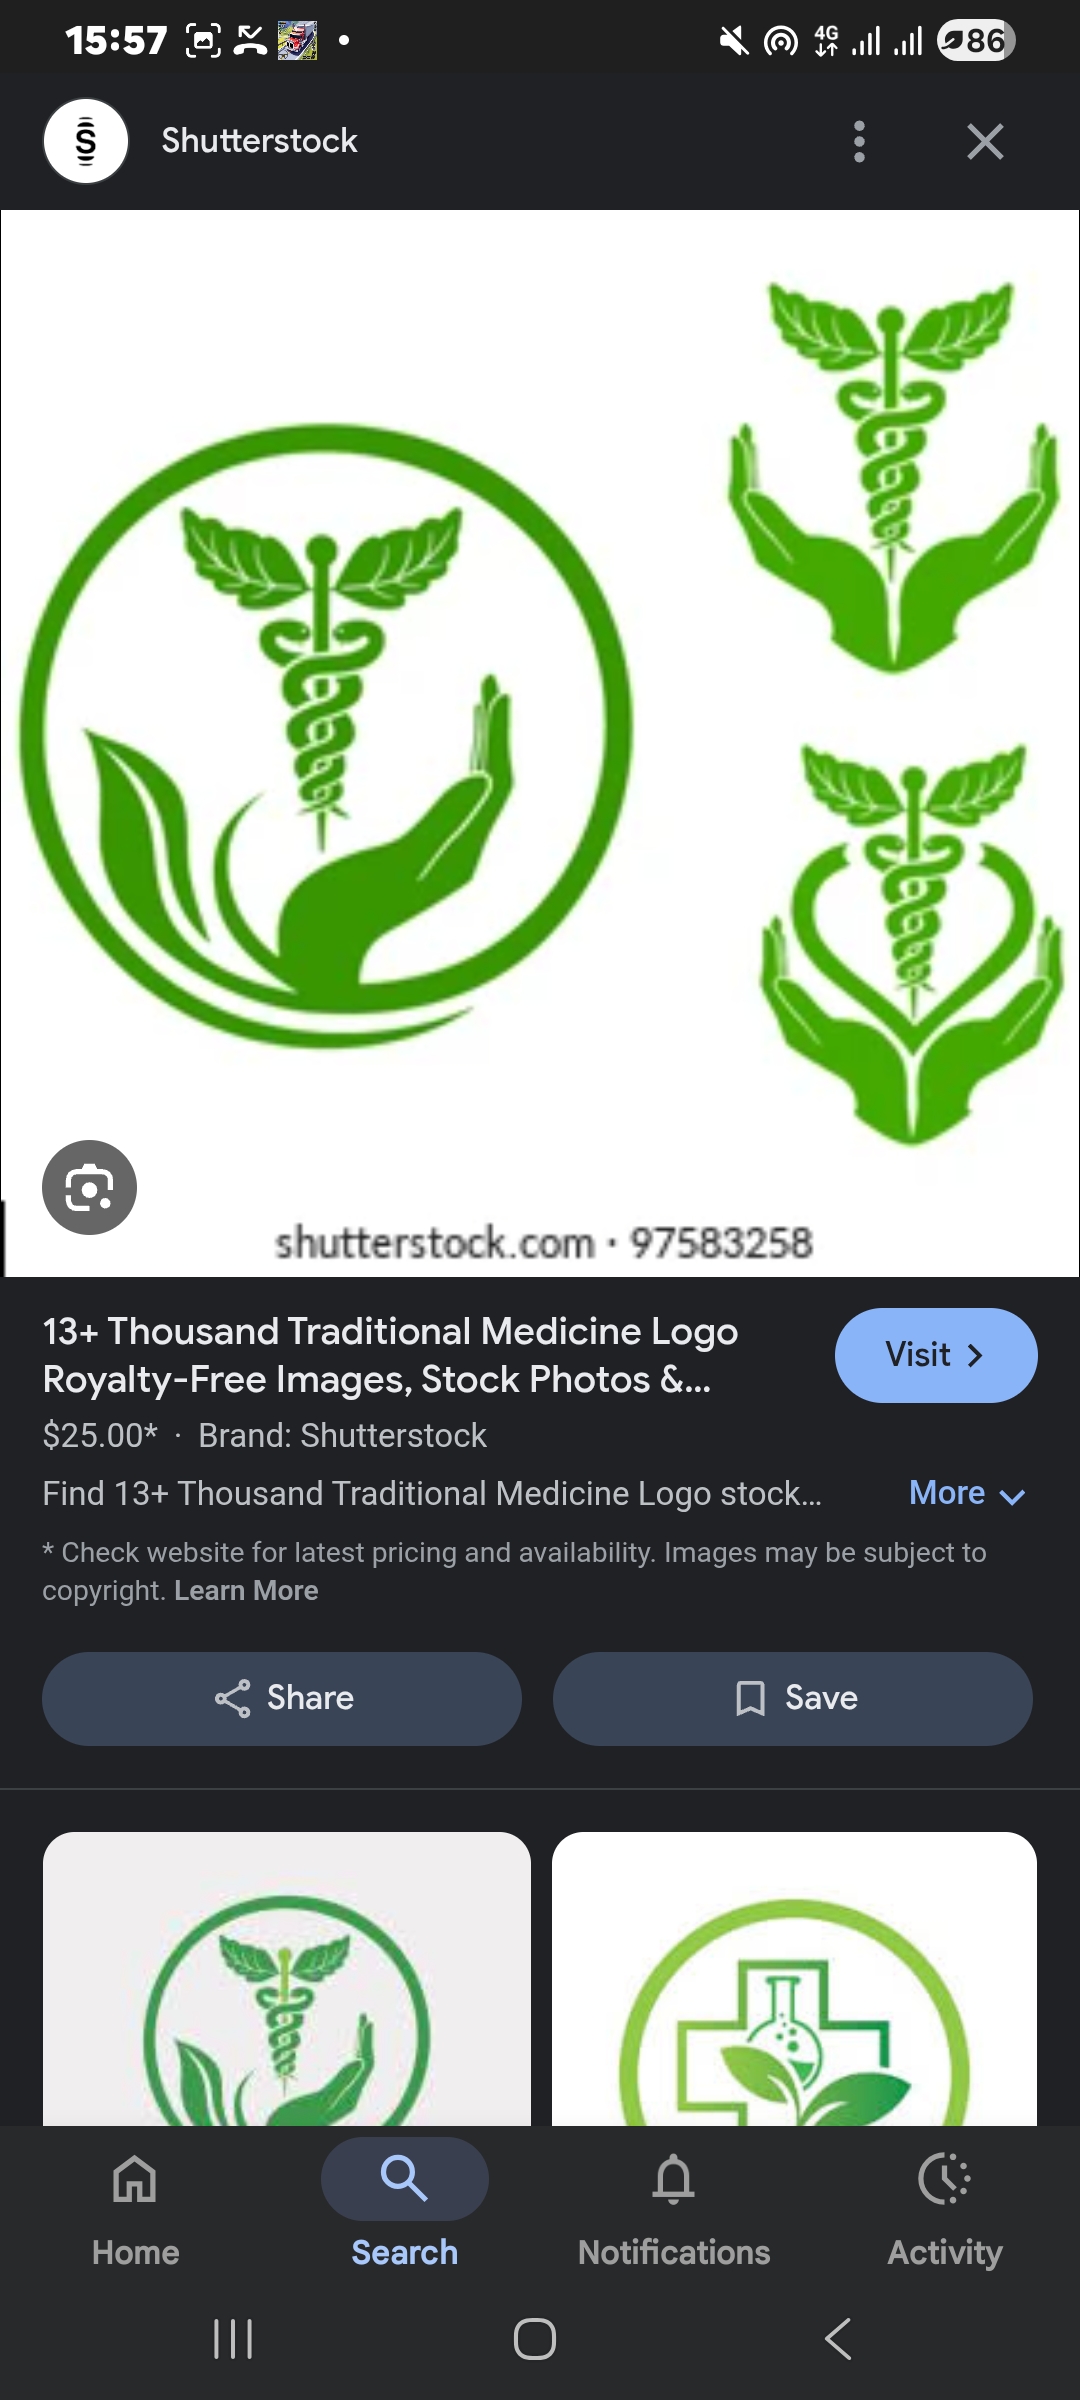 15:57
4G
86
S
Shutterstock
shutterstock.com · 97583258
13+ Thousand Traditional Medicine Logo
Royalty-Free Images, Stock Photos &...
Visit
$25.00* · Brand: Shutterstock
Find 13+ Thousand Traditional Medicine Logo stock...
More
* Check website for latest pricing and availability. Images may be subject to
copyright. Learn More
Share
Save
Home
Search
Notifications
Activity